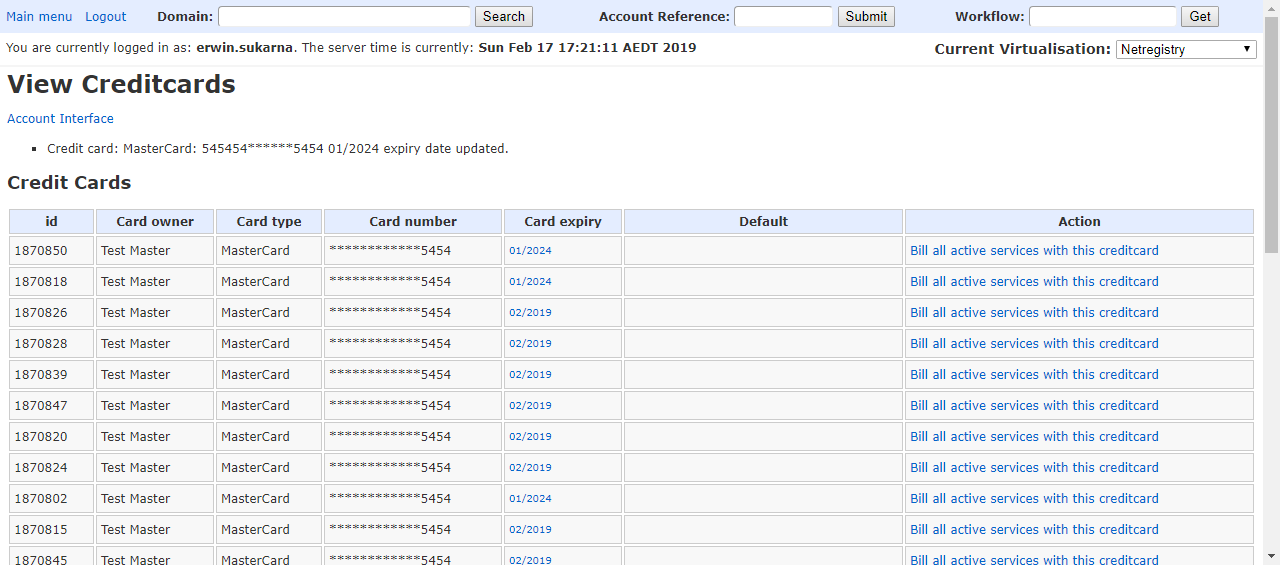 Main menu Logout Domain: Search Account Reference: Submit Workflow: Get
You are currently logged in as: erwin.sukarna. The server time is currently: Sun Feb 17 17:21:11 AEDT 2019 Current Virtualisation: Netregistry
View Creditcards
Account Interface
Credit card: MasterCard: 545454******5454 01/2024 expiry date updated.
Credit Cards
id Card owner Card type Card number Card expiry Default Action
1870850 Test Master MasterCard ************5454 01/2024 Bill all active services with this creditcard
1870818 Test Master MasterCard ************5454 01/2024 Bill all active services with this creditcard
1870826 Test Master MasterCard ************5454 02/2019 Bill all active services with this creditcard
1870828 Test Master MasterCard ************5454 02/2019 Bill all active services with this creditcard
1870839 Test Master MasterCard ************5454 02/2019 Bill all active services with this creditcard
1870847 Test Master MasterCard ************5454 02/2019 Bill all active services with this creditcard
1870820 Test Master MasterCard ************5454 02/2019 Bill all active services with this creditcard
1870824 Test Master MasterCard ************5454 02/2019 Bill all active services with this creditcard
1870802 Test Master MasterCard ************5454 01/2024 Bill all active services with this creditcard
1870815 Test Master MasterCard ************5454 02/2019 Bill all active services with this creditcard
1870845 Test Master MasterCard ************5454 02/2019 Bill all active services with this creditcard